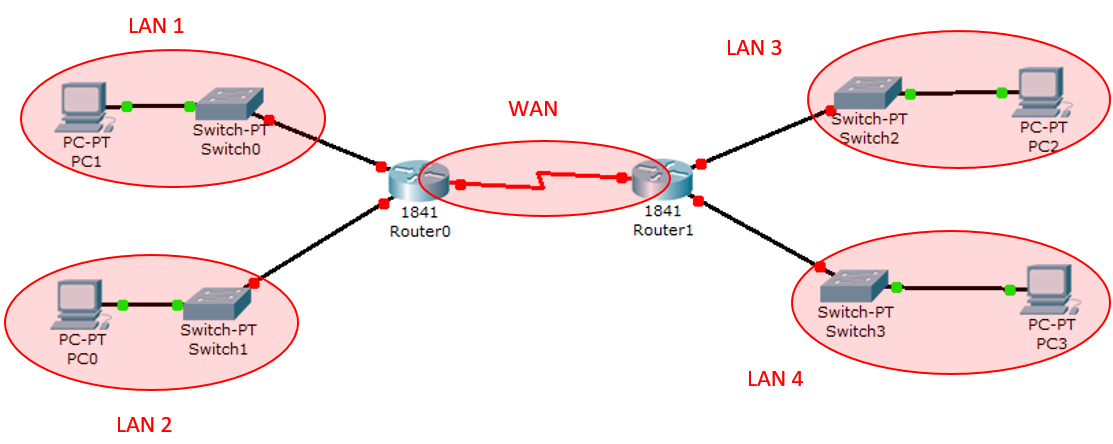 LAN 1
PC-PT
PC1
Switch-PT
Switch0
LAN 2
PC-PT
PC0
Switch-PT
Switch1
WAN
1841
Router0
1841
Router1
LAN 3
Switch-PT
Switch2
PC-PT
PC2
LAN 4
Switch-PT
Switch3
PC-PT
PC3